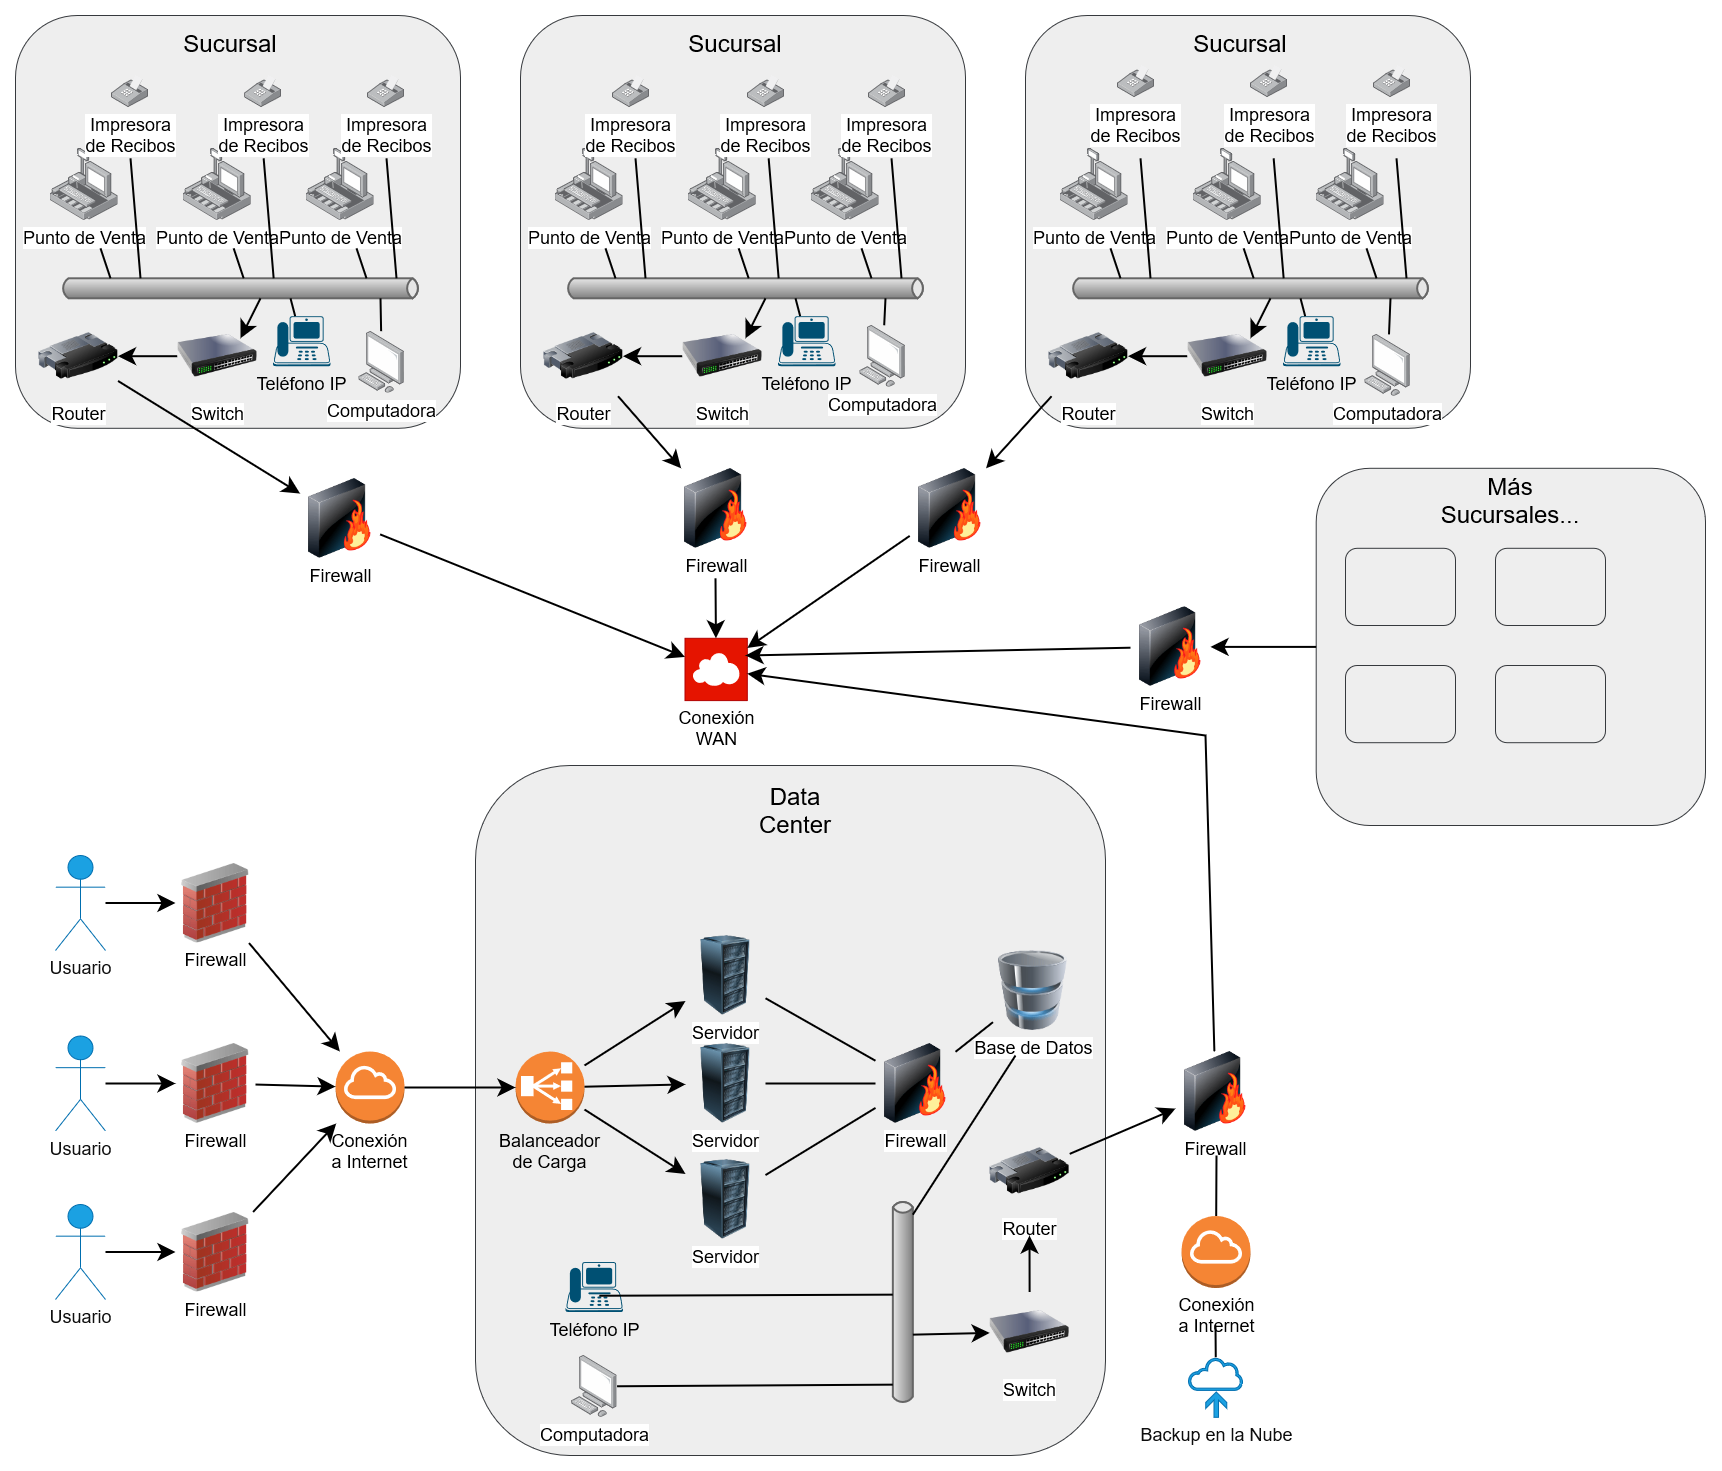 Sucursal
Sucursal
Sucursal
Impresora
de Recibos
Impresora
de Recibos
Impresora
de Recibos
Impresora
de Recibos
Impresora
de Recibos
Impresora
de Recibos
Impresora
de Recibos
Impresora
de Recibos
Impresora
de Recibos
Punto de Venta
Punto de Venta
Punto de Venta
Punto de Venta
Punto de Venta
Punto de Venta
Punto de Venta
Punto de Venta
Punto de Venta
Router
Switch
Teléfono IP
Computadora
Router
Switch
Teléfono IP
Computadora
Router
Switch
Teléfono IP
Computadora
Firewall
Firewall
Firewall
Más
Sucursales...
Firewall
Conexión
WAN
Data
Center
Usuario
Firewall
Usuario
Firewall
Usuario
Firewall
Conexión
a Internet
Balanceador
de Carga
Servidor
Servidor
Servidor
Firewall
Base de Datos
Router
Switch
Teléfono IP
Computadora
Firewall
Conexión
a Internet
Backup en la Nube